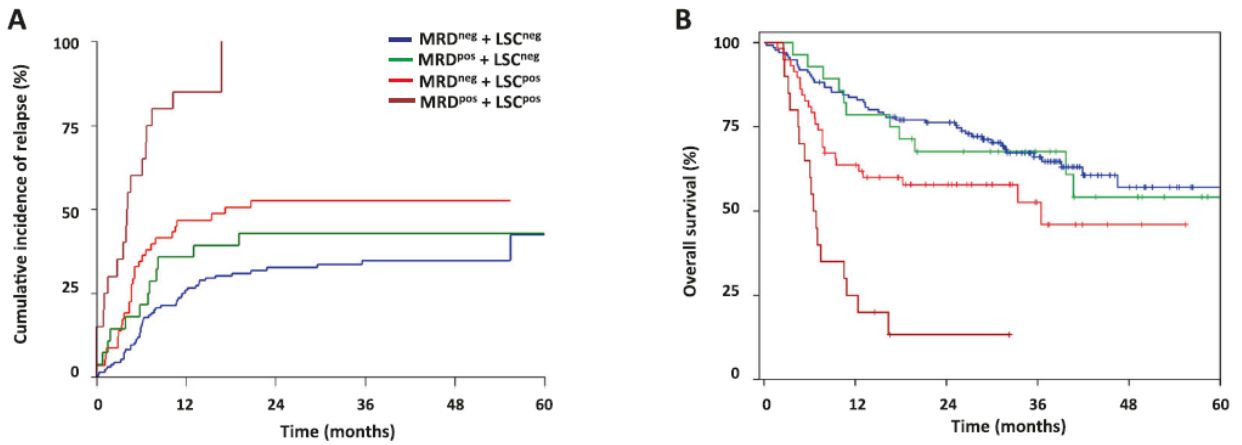 A
Cumulative incidence of relapse (%)
100
75
50
25
0
0 12 24 36 48 60
Time (months)
MRDneg + LSCneg
MRDpos + LSCneg
MRDneg + LSCpos
MRDpos + LSCpos
B
Overall survival (%)
100
75
50
25
0
0 12 24 36 48 60
Time (months)